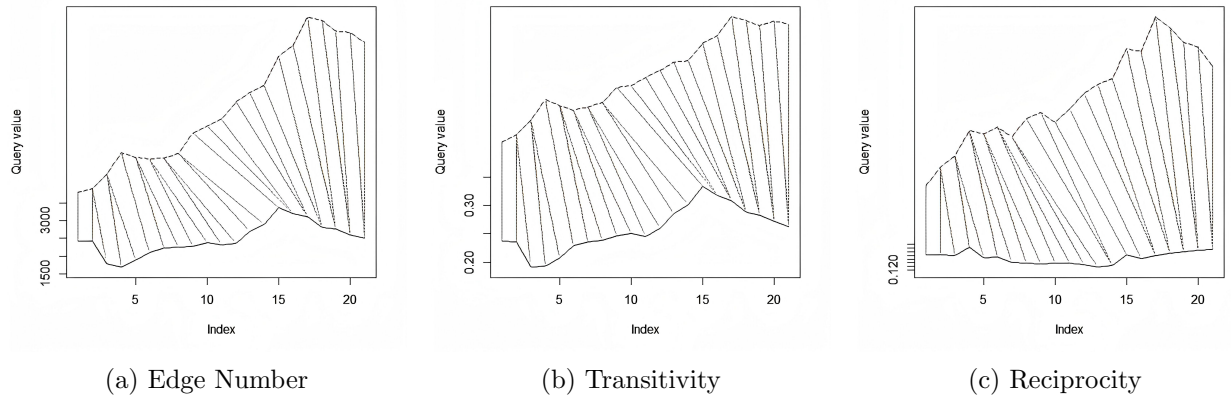 Query value
1500 3000
5 10 15 20
Index
(a) Edge Number
Query value
0.20 0.30
5 10 15 20
Index
(b) Transitivity
Query value
0.120
5 10 15 20
Index
(c) Reciprocity